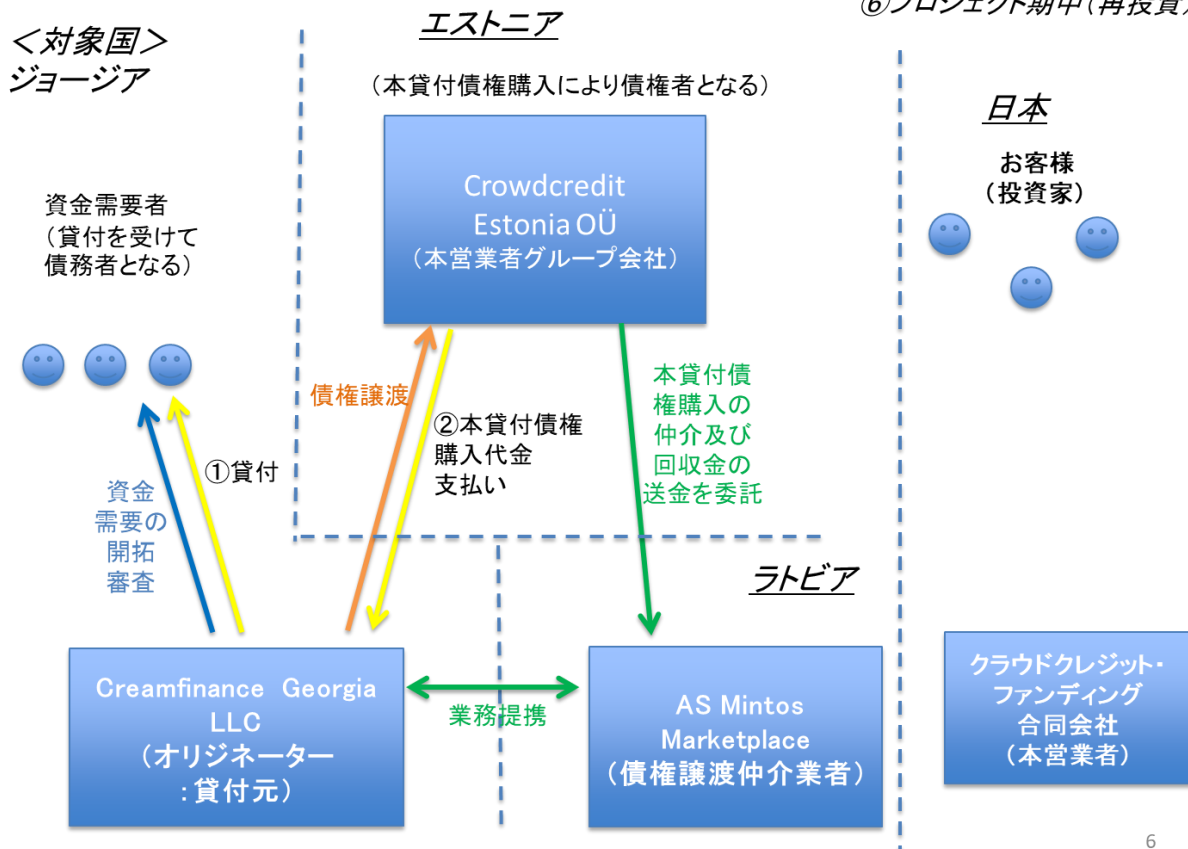 ⑥プロジェクト期中(再投資)
<対象国>
ジョージア
エストニア
(本貸付債権購入により債権者となる)
日本
お客様
(投資家)
資金需要者
(貸付を受けて
債務者となる)
Crowdcredit
Estonia OÜ
(本営業者グループ会社)
債権譲渡
②本貸付債権
購入代金
支払い
本貸付債
権購入の
仲介及び
回収金の
送金を委託
①貸付
資金
需要の
開拓
審査
ラトビア
Creamfinance Georgia
LLC
(オリジネーター
:貸付元)
業務提携
AS Mintos
Marketplace
(債権譲渡仲介業者)
クラウドクレジット・
ファンディング
合同会社
(本営業者)
6